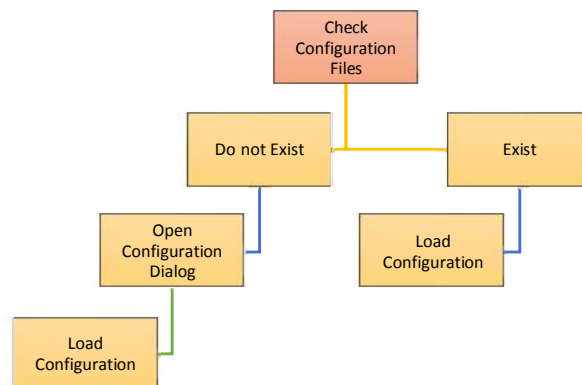 Check
Configuration
Files
Do not Exist
Exist
Open
Configuration
Dialog
Load
Configuration
Load
Configuration